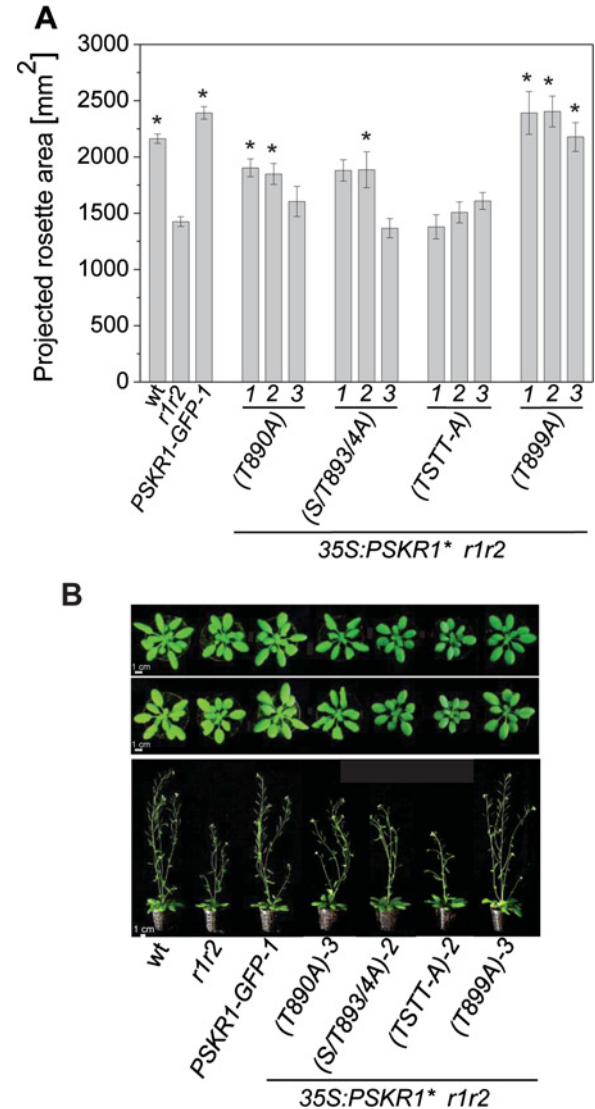 A
Projected rosette area [mm²]
3000
2500
2000
1500
1000
500
0
* * * * * * * *
wt
r1r2
PSKR1-GFP-1
1 2 3 1 2 3 1 2 3 1 2 3
(T890A)
(S/T893/4A)
(TSTT-A)
(T899A)
35S:PSKR1* r1r2
B
1 cm
1 cm
1 cm
wt
r1r2
PSKR1-GFP-1
(T890A)-3
(S/T893/4A)-2
(TSTT-A)-2
(T899A)-3
35S:PSKR1* r1r2